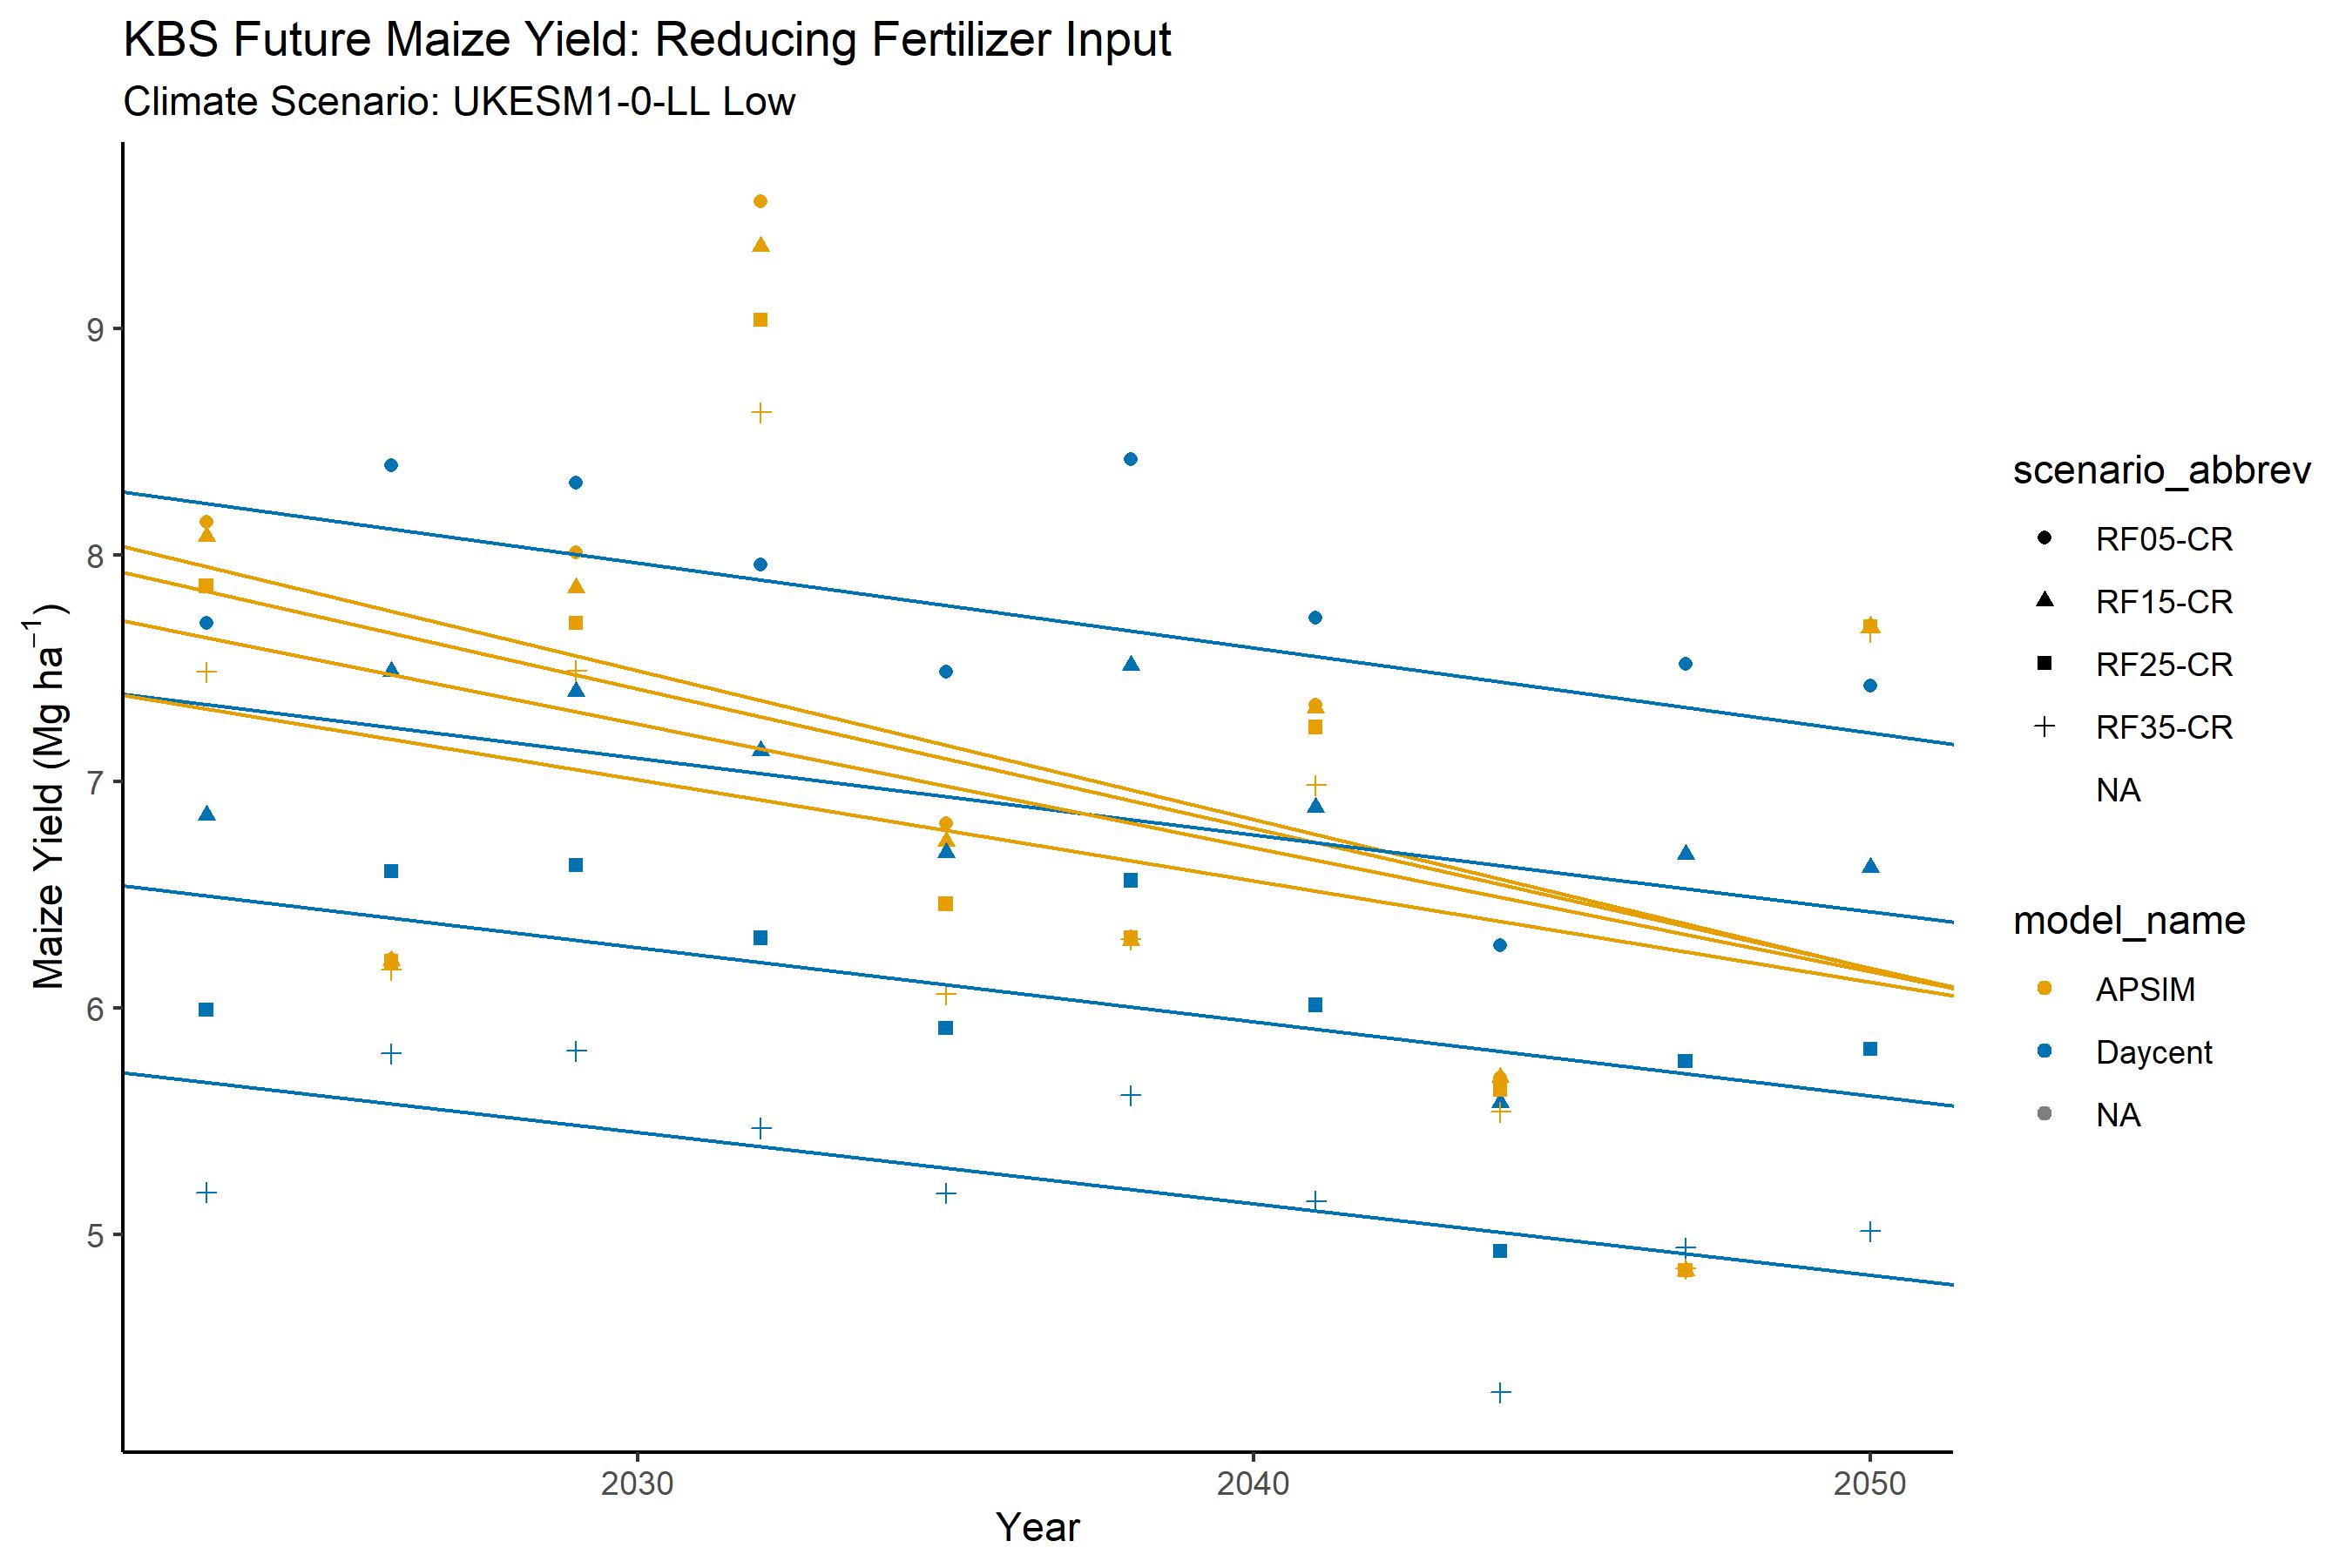 KBS Future Maize Yield: Reducing Fertilizer Input
Climate Scenario: UKESM1-0-LL Low
Maize Yield (Mg ha⁻¹)
9
8
7
6
5
2030
2040
2050
Year
scenario_abbrev
RF05-CR
RF15-CR
RF25-CR
RF35-CR
NA
model_name
APSIM
Daycent
NA